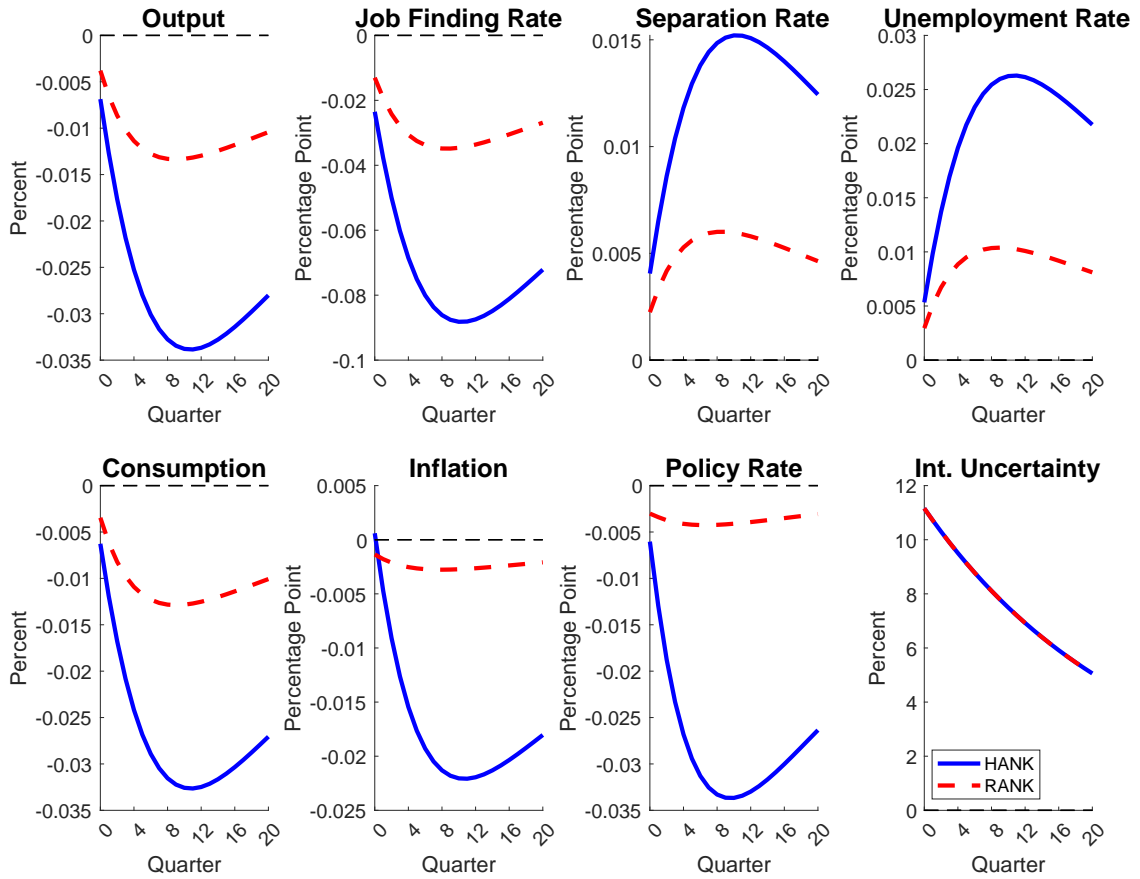 Output
Percent
0
-0.005
-0.01
-0.015
-0.02
-0.025
-0.03
-0.035
0 4 8 12 16 20
Quarter
Job Finding Rate
Percentage Point
0
-0.02
-0.04
-0.06
-0.08
-0.1
0 4 8 12 16 20
Quarter
Separation Rate
Percentage Point
0.015
0.01
0.005
0
0 4 8 12 16 20
Quarter
Unemployment Rate
Percentage Point
0.03
0.025
0.02
0.015
0.01
0.005
0
0 4 8 12 16 20
Quarter
Consumption
Percent
0
-0.005
-0.01
-0.015
-0.02
-0.025
-0.03
-0.035
0 4 8 12 16 20
Quarter
Inflation
Percentage Point
0.005
0
-0.005
-0.01
-0.015
-0.02
-0.025
0 4 8 12 16 20
Quarter
Policy Rate
Percentage Point
0
-0.005
-0.01
-0.015
-0.02
-0.025
-0.03
-0.035
0 4 8 12 16 20
Quarter
Int. Uncertainty
Percent
12
10
8
6
4
2
0
HANK
RANK
0 4 8 12 16 20
Quarter